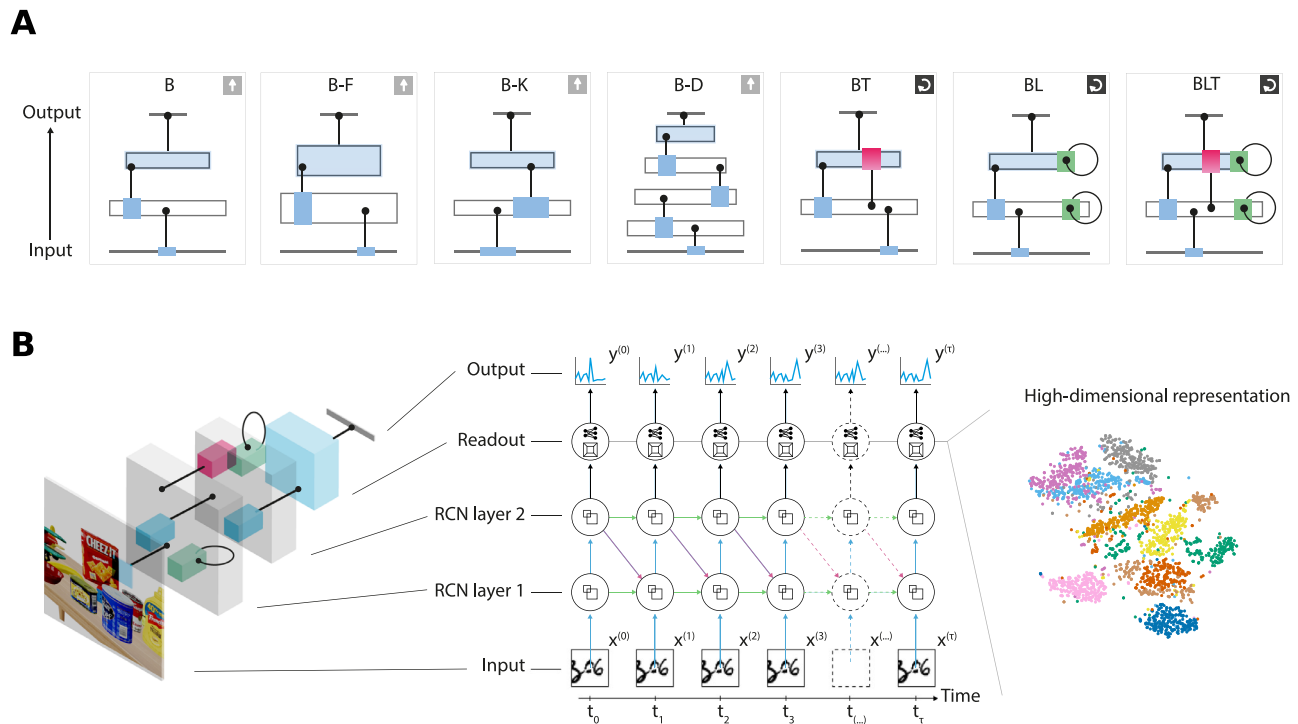 A
B
B-F
B-K
B-D
BT
BL
BLT
Output
Input
B
Output
y(0)
y(1)
y(2)
y(3)
y(...)
y(τ)
High-dimensional representation
Readout
RCN layer 2
RCN layer 1
CHEEZ-IT
x(0)
x(1)
x(2)
x(3)
x(...)
x(τ)
Input
Time
t0
t1
t2
t3
t(...)
tτ